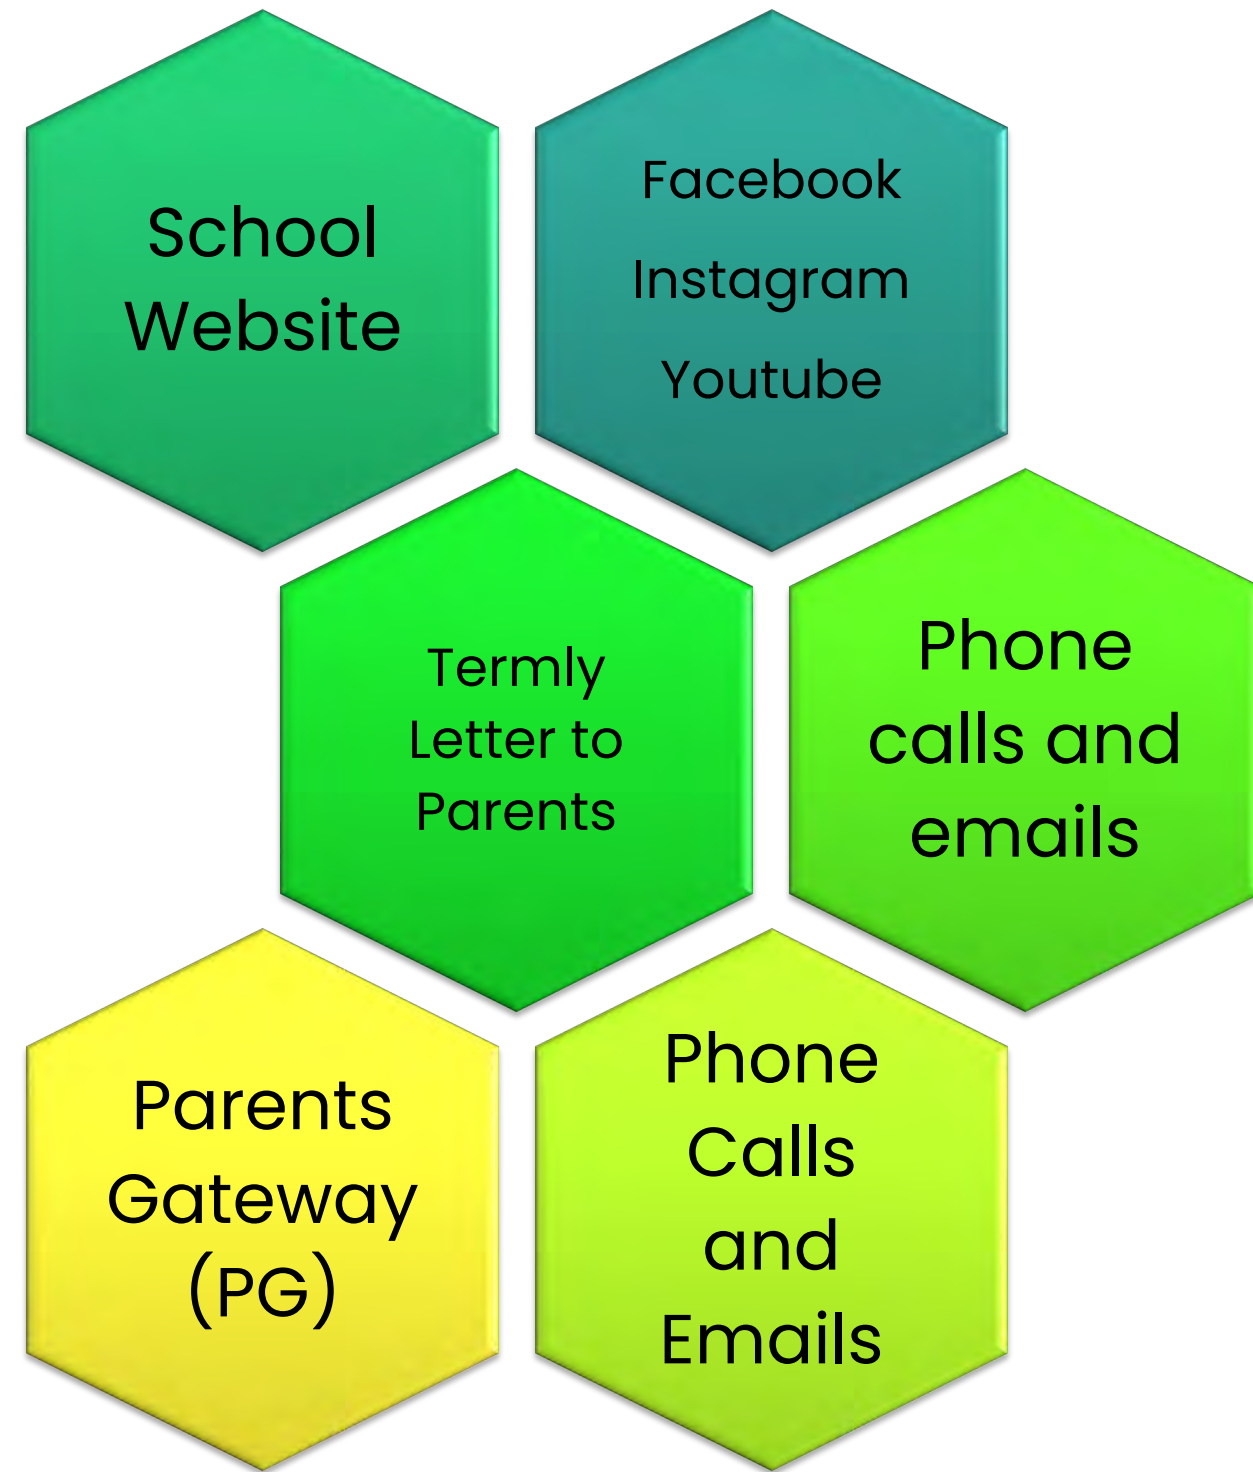 School
Website
Facebook
Instagram
Youtube
Termly
Letter to
Parents
Phone
calls and
emails
Parents
Gateway
(PG)
Phone
Calls
and
Emails